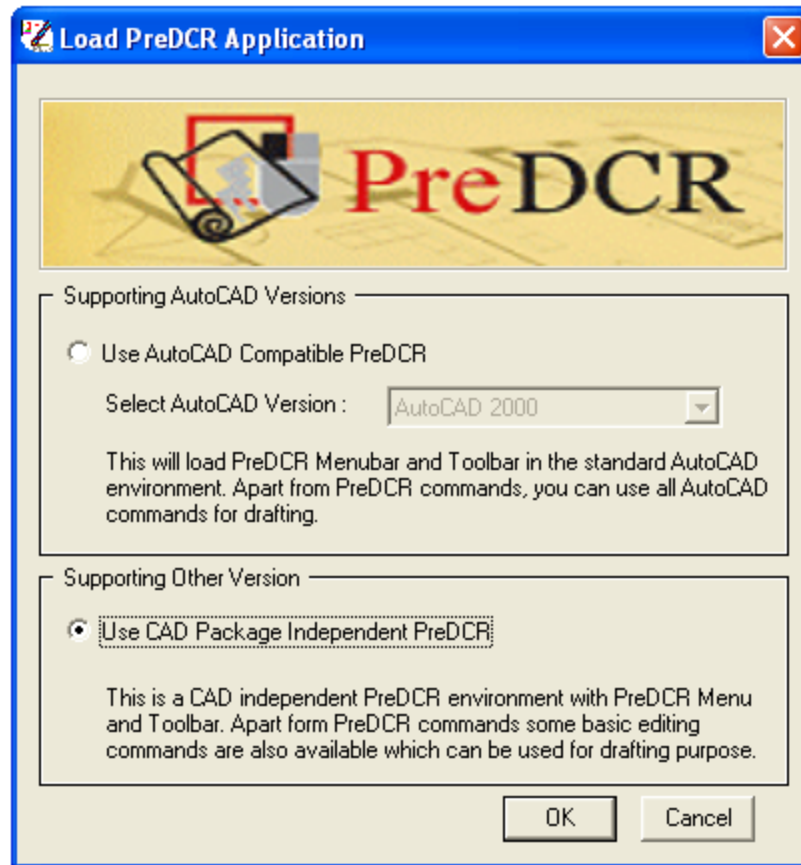 Load PreDCR Application
PreDCR
Supporting AutoCAD Versions
Use AutoCAD Compatible PreDCR
Select AutoCAD Version :
AutoCAD 2000
This will load PreDCR Menubar and Toolbar in the standard AutoCAD
environment. Apart from PreDCR commands, you can use all AutoCAD
commands for drafting.
Supporting Other Version
Use CAD Package Independent PreDCR
This is a CAD independent PreDCR environment with PreDCR Menu
and Toolbar. Apart form PreDCR commands some basic editing
commands are also available which can be used for drafting purpose.
OK
Cancel